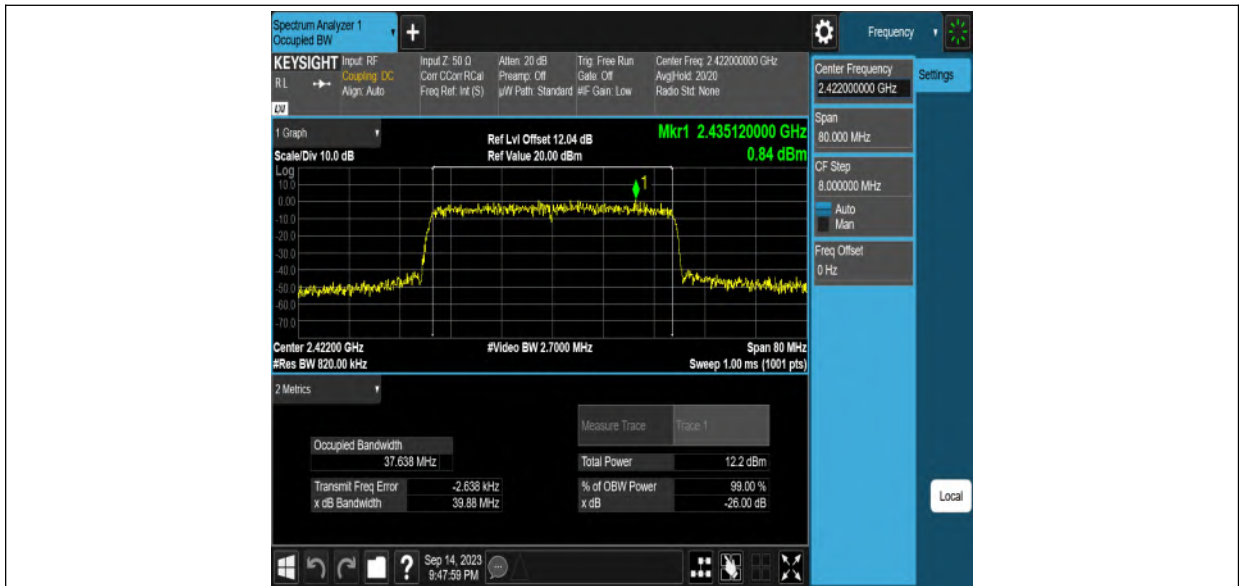 Spectrum Analyzer 1
Occupied BW
+
Frequency
KEYSIGHT Input: RF Input Z: 50 Ω Atten: 20 dB Trig: Free Run Center Freq: 2.422000000 GHz
RL Coupling: DC Corr CCorr RCal Preamp: Off Gate: Off Avg|Hold: 20/20
Align: Auto Freq Ref: Int (S) µW Path: Standard #IF Gain: Low Radio Std: None
LXI
Center Frequency
2.422000000 GHz
Settings
Span
80.000 MHz
CF Step
8.000000 MHz
Auto
Man
Freq Offset
0 Hz
Local
1 Graph
Scale/Div 10.0 dB
Ref Lvl Offset 12.04 dB
Ref Value 20.00 dBm
Mkr1 2.435120000 GHz
0.84 dBm
Log
10.0
0.00
-10.0
-20.0
-30.0
-40.0
-50.0
-60.0
-70.0
1
Center 2.42200 GHz #Video BW 2.7000 MHz Span 80 MHz
#Res BW 820.00 kHz Sweep 1.00 ms (1001 pts)
2 Metrics
Measure Trace Trace 1
Occupied Bandwidth
37.638 MHz Total Power 12.2 dBm
Transmit Freq Error -2.638 kHz % of OBW Power 99.00 %
x dB Bandwidth 39.88 MHz x dB -26.00 dB
? Sep 14, 2023
9:47:59 PM